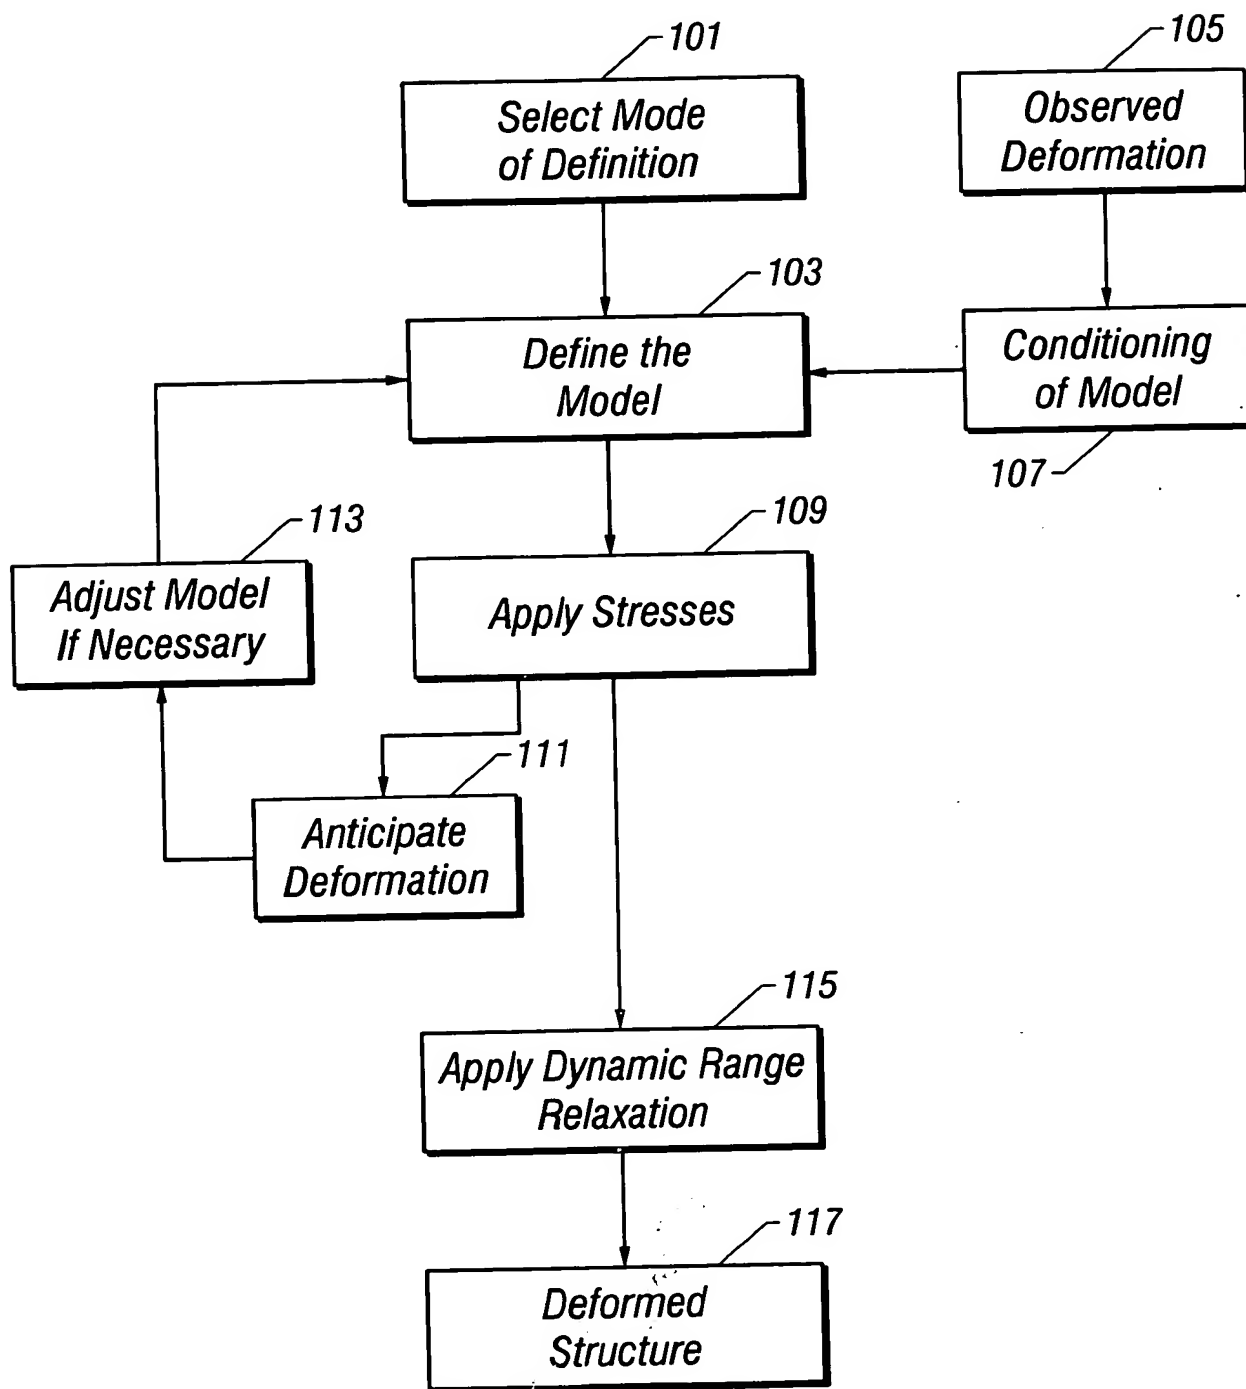 101
Select Mode
of Definition
105
Observed
Deformation
103
Define the
Model
Conditioning
of Model
107
113
Adjust Model
If Necessary
109
Apply Stresses
111
Anticipate
Deformation
115
Apply Dynamic Range
Relaxation
117
Deformed
Structure